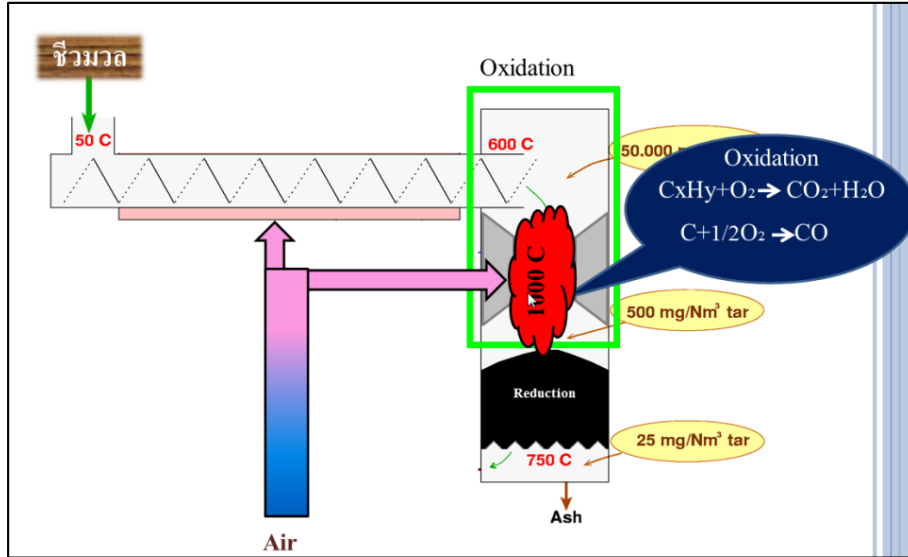 ชีวมวล
Oxidation
50 C
600 C
50.000
Oxidation
CxHy+O₂→CO₂+H₂O
C+1/2O₂→CO
1000 C
500 mg/Nm³ tar
Reduction
25 mg/Nm³ tar
750 C
Ash
Air